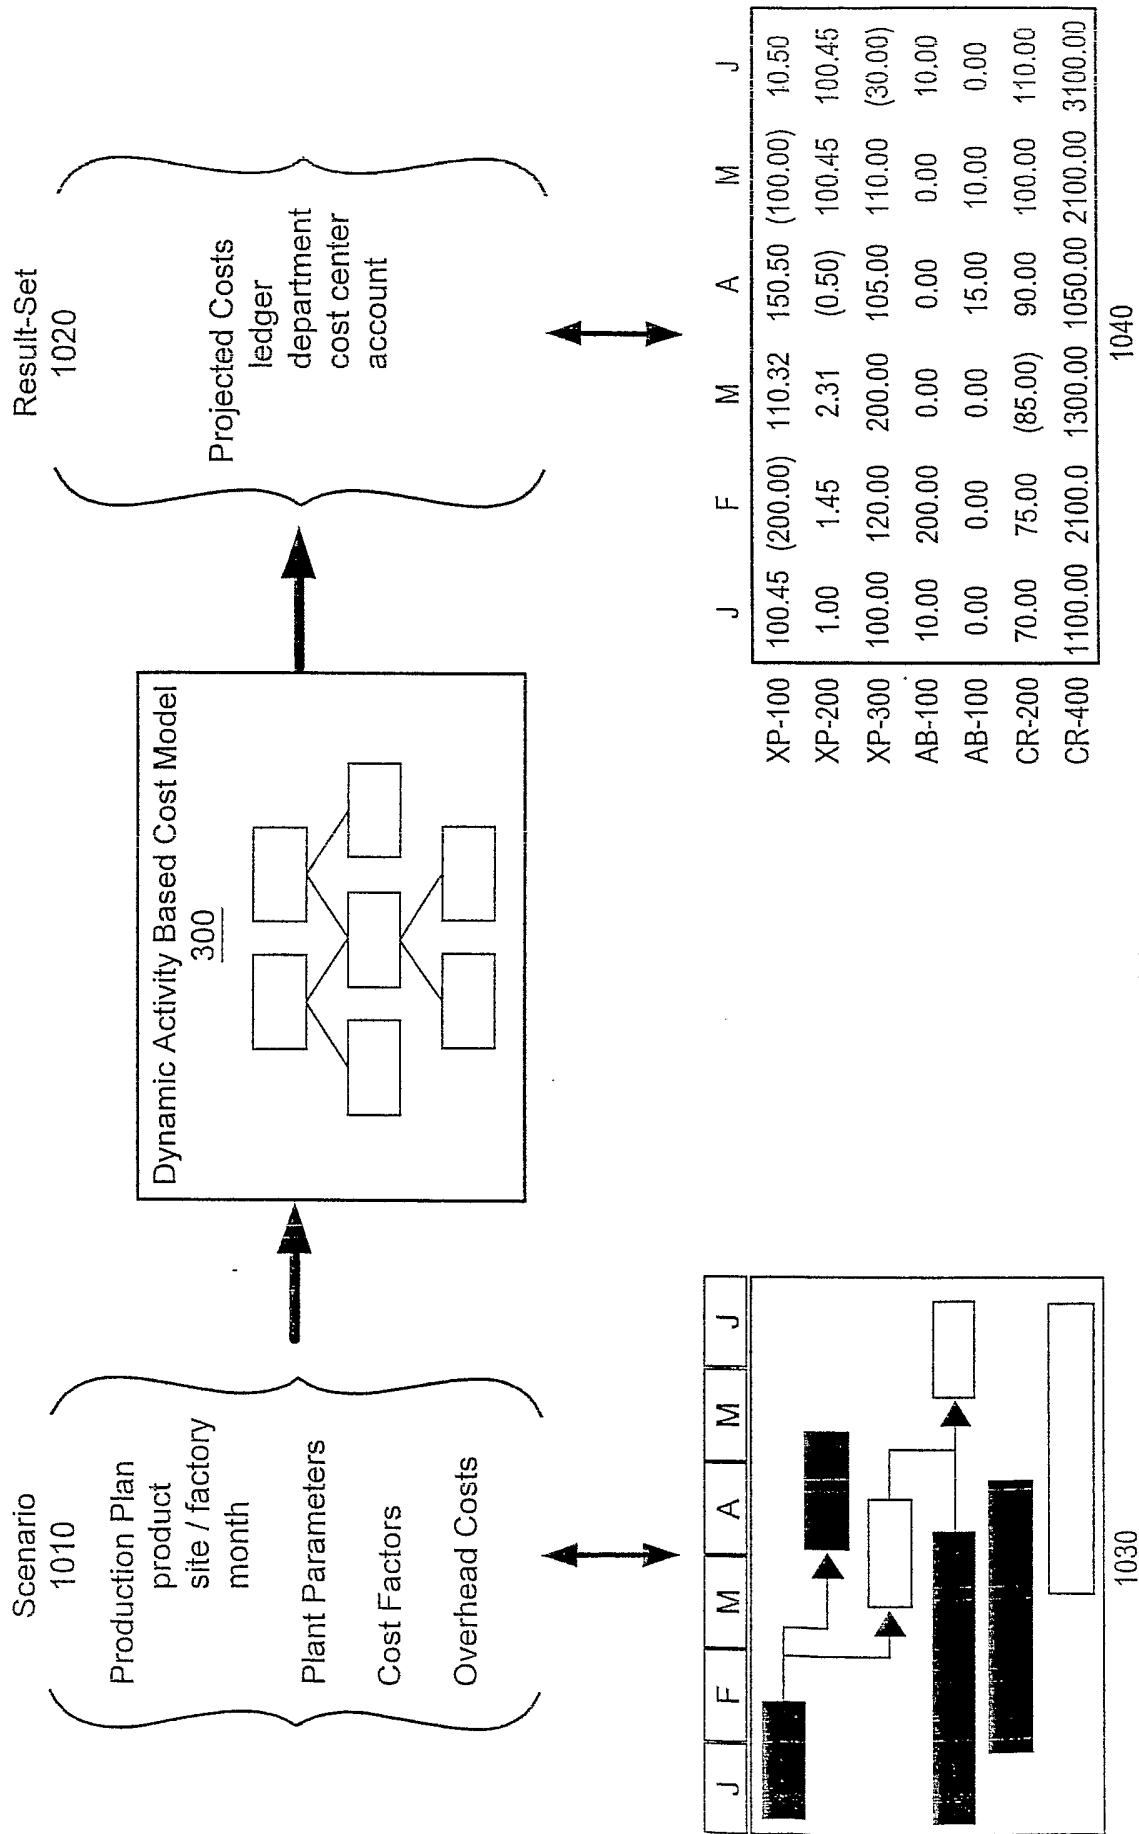 Scenario
1010
Production Plan
product
site / factory
month
Plant Parameters
Cost Factors
Overhead Costs
Dynamic Activity Based Cost Model
300
Result-Set
1020
Projected Costs
ledger
department
cost center
account
J F M A M J
1030
J F M A M J
XP-100 100.45 (200.00) 110.32 150.50 (100.00) 10.50
XP-200 1.00 1.45 2.31 (0.50) 100.45 100.45
XP-300 100.00 120.00 200.00 105.00 110.00 (30.00)
AB-100 10.00 200.00 0.00 0.00 0.00 10.00
AB-100 0.00 0.00 0.00 15.00 10.00 0.00
CR-200 70.00 75.00 (85.00) 90.00 100.00 110.00
CR-400 1100.00 2100.0 1300.00 1050.00 2100.00 3100.00
1040